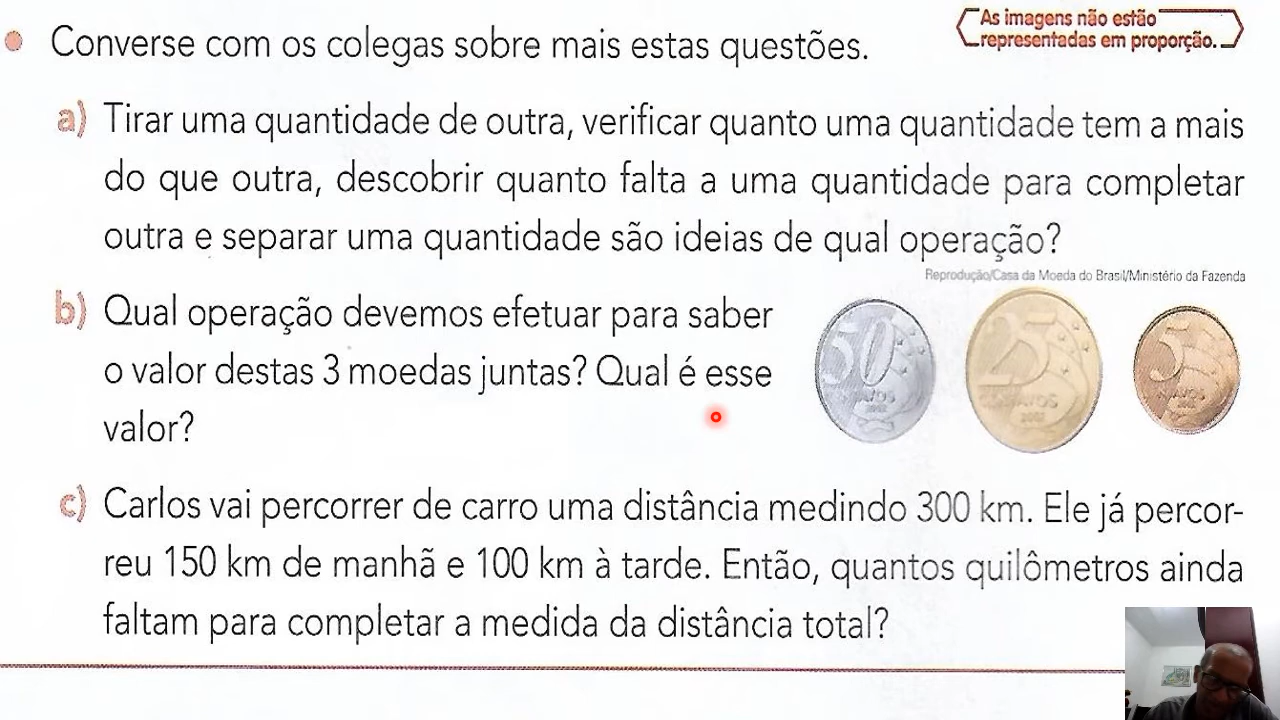 As imagens não estão
representadas em proporção.
Converse com os colegas sobre mais estas questões.
a) Tirar uma quantidade de outra, verificar quanto uma quantidade tem a mais
do que outra, descobrir quanto falta a uma quantidade para completar
outra e separar uma quantidade são ideias de qual operação?
Reprodução/Casa da Moeda do Brasil/Ministério da Fazenda
b) Qual operação devemos efetuar para saber
o valor destas 3 moedas juntas? Qual é esse
valor?
50
25
CENTAVOS
5
c) Carlos vai percorrer de carro uma distância medindo 300 km. Ele já percor-
reu 150 km de manhã e 100 km à tarde. Então, quantos quilômetros ainda
faltam para completar a medida da distância total?